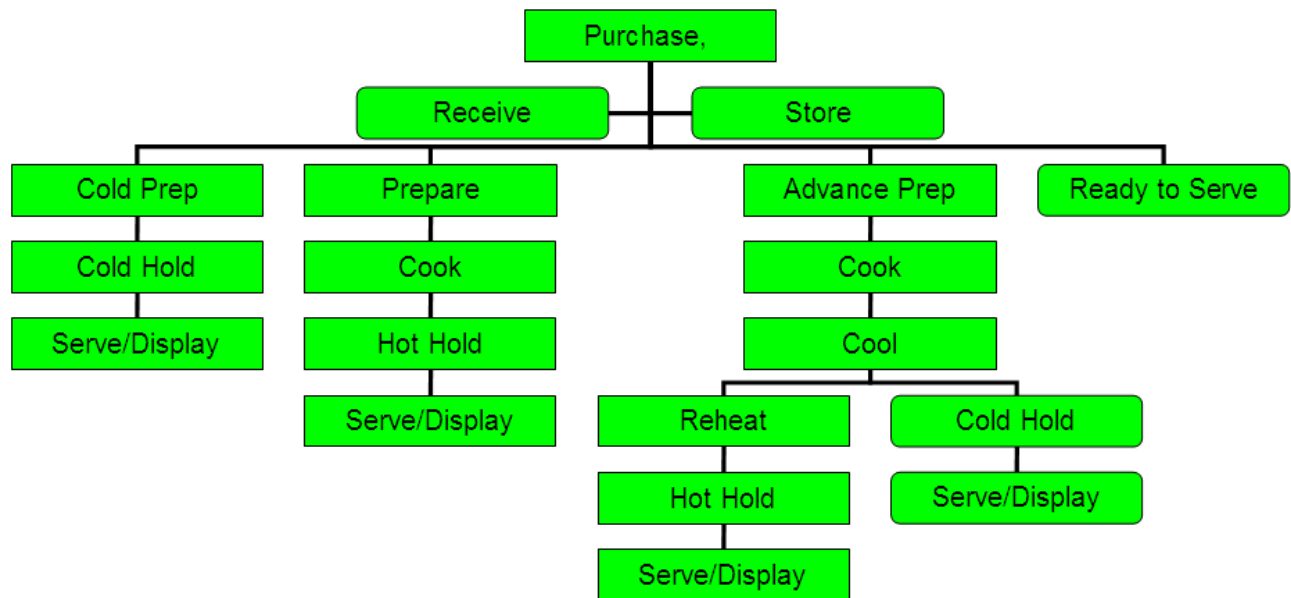 Purchase,
Receive
Store
Cold Prep
Prepare
Advance Prep
Ready to Serve
Cold Hold
Cook
Cook
Serve/Display
Hot Hold
Cool
Serve/Display
Reheat
Cold Hold
Hot Hold
Serve/Display
Serve/Display